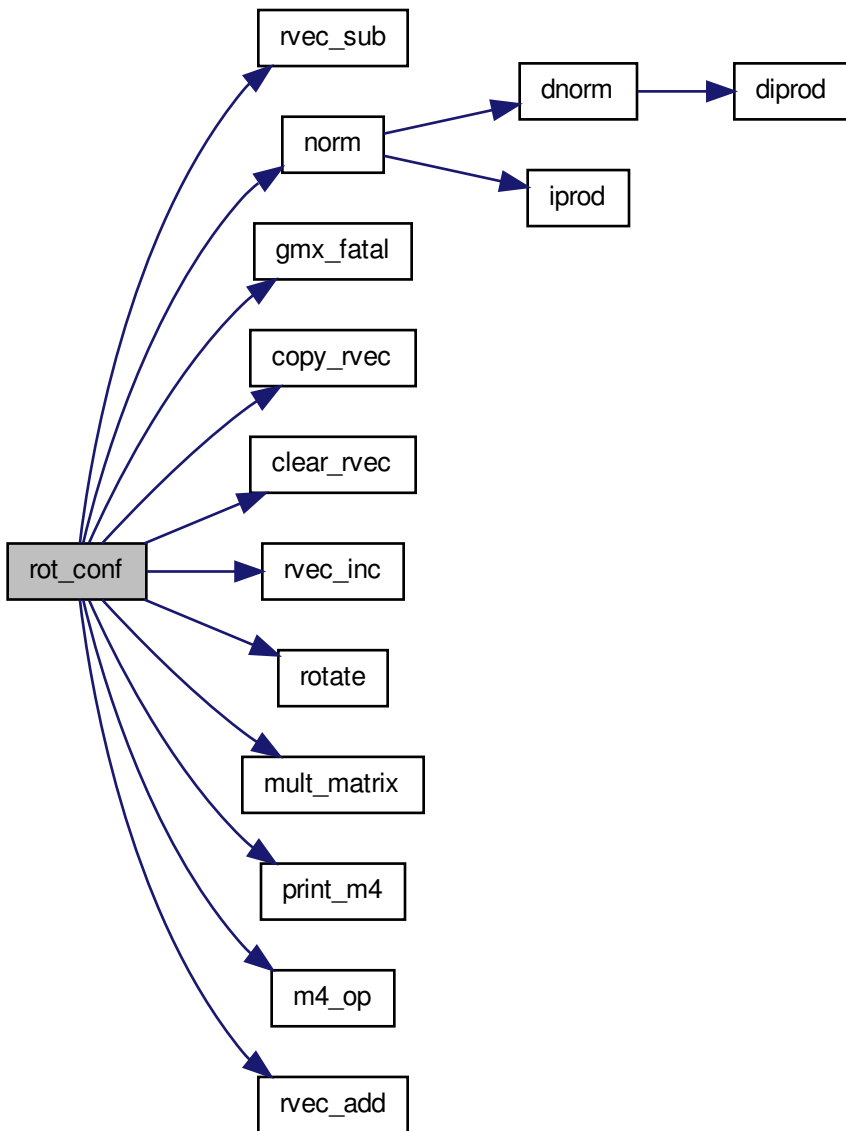 rvec_sub
dnorm
diprod
norm
iprod
gmx_fatal
copy_rvec
clear_rvec
rot_conf
rvec_inc
rotate
mult_matrix
print_m4
m4_op
rvec_add